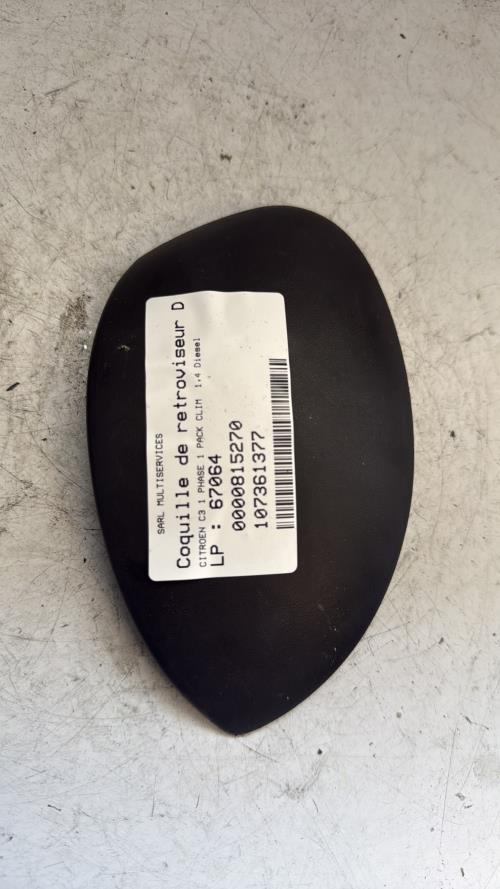 SARL MULTISERVICES
Coquille de retroviseur D
CITROEN C3 1 PHASE 1 PACK CLIM 1.4 Diesel
LP : 67064
0000815270
107361377